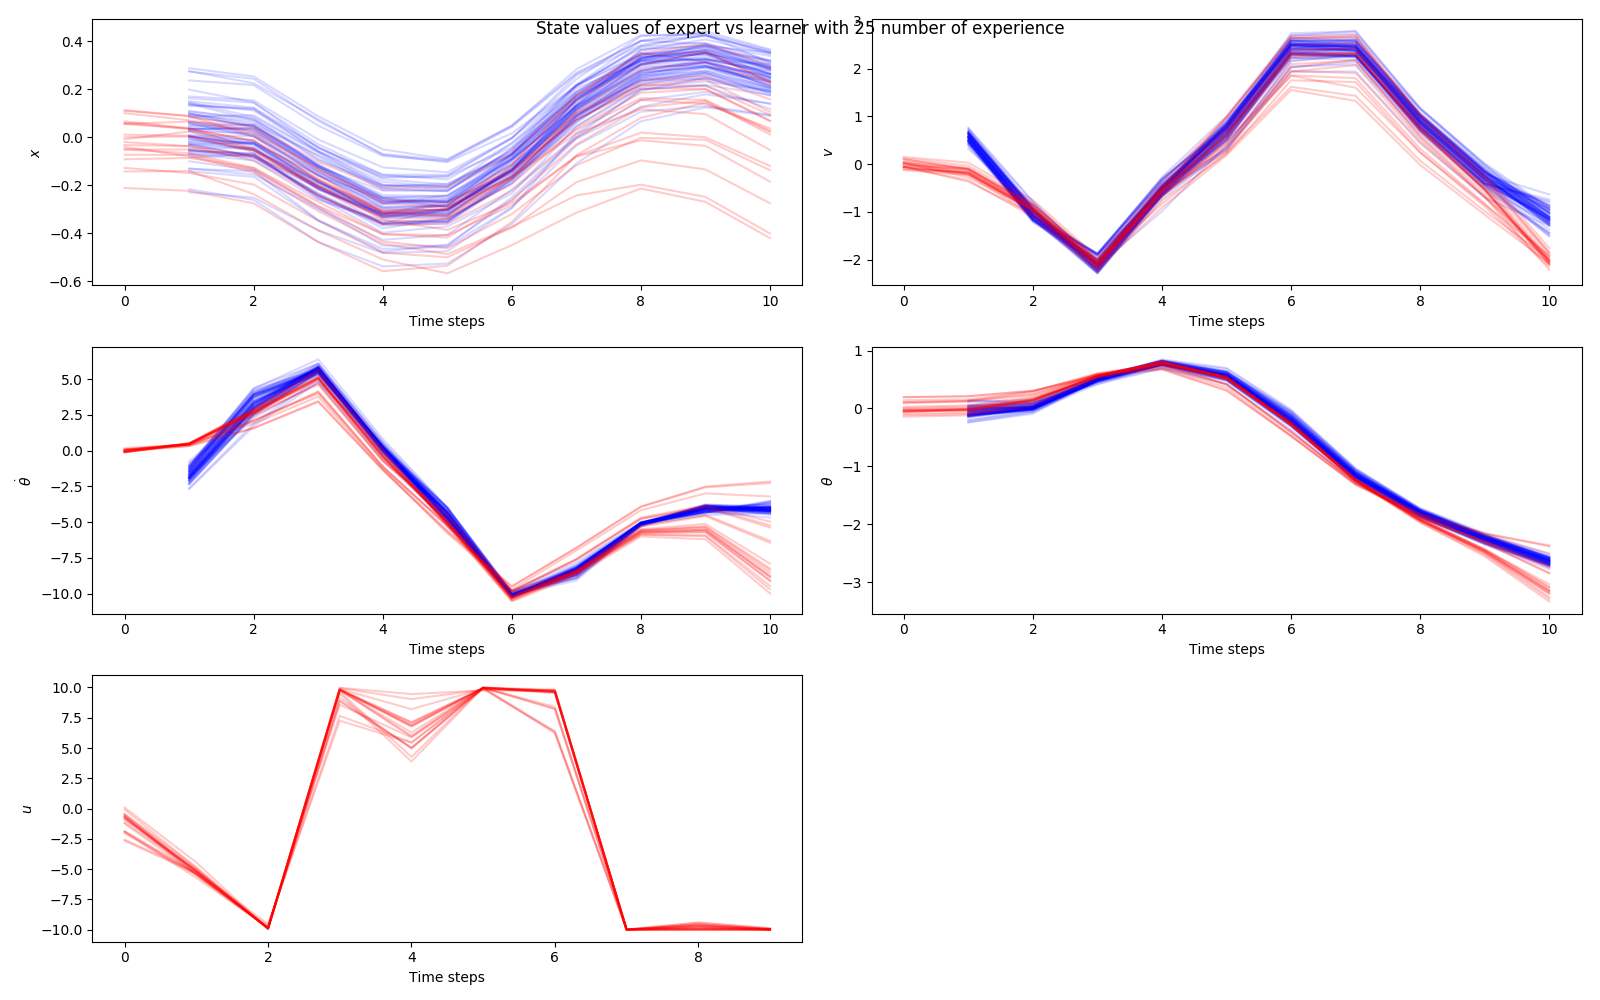 State values of expert vs learner with 25 number of experience
0.4
0.2
0.0
−0.2
−0.4
−0.6
x
0 2 4 6 8 10
Time steps
3
2
1
0
−1
−2
v
0 2 4 6 8 10
Time steps
5.0
2.5
0.0
−2.5
−5.0
−7.5
−10.0
θ̇
0 2 4 6 8 10
Time steps
1
0
−1
−2
−3
θ
0 2 4 6 8 10
Time steps
10.0
7.5
5.0
2.5
0.0
−2.5
−5.0
−7.5
−10.0
u
0 2 4 6 8
Time steps